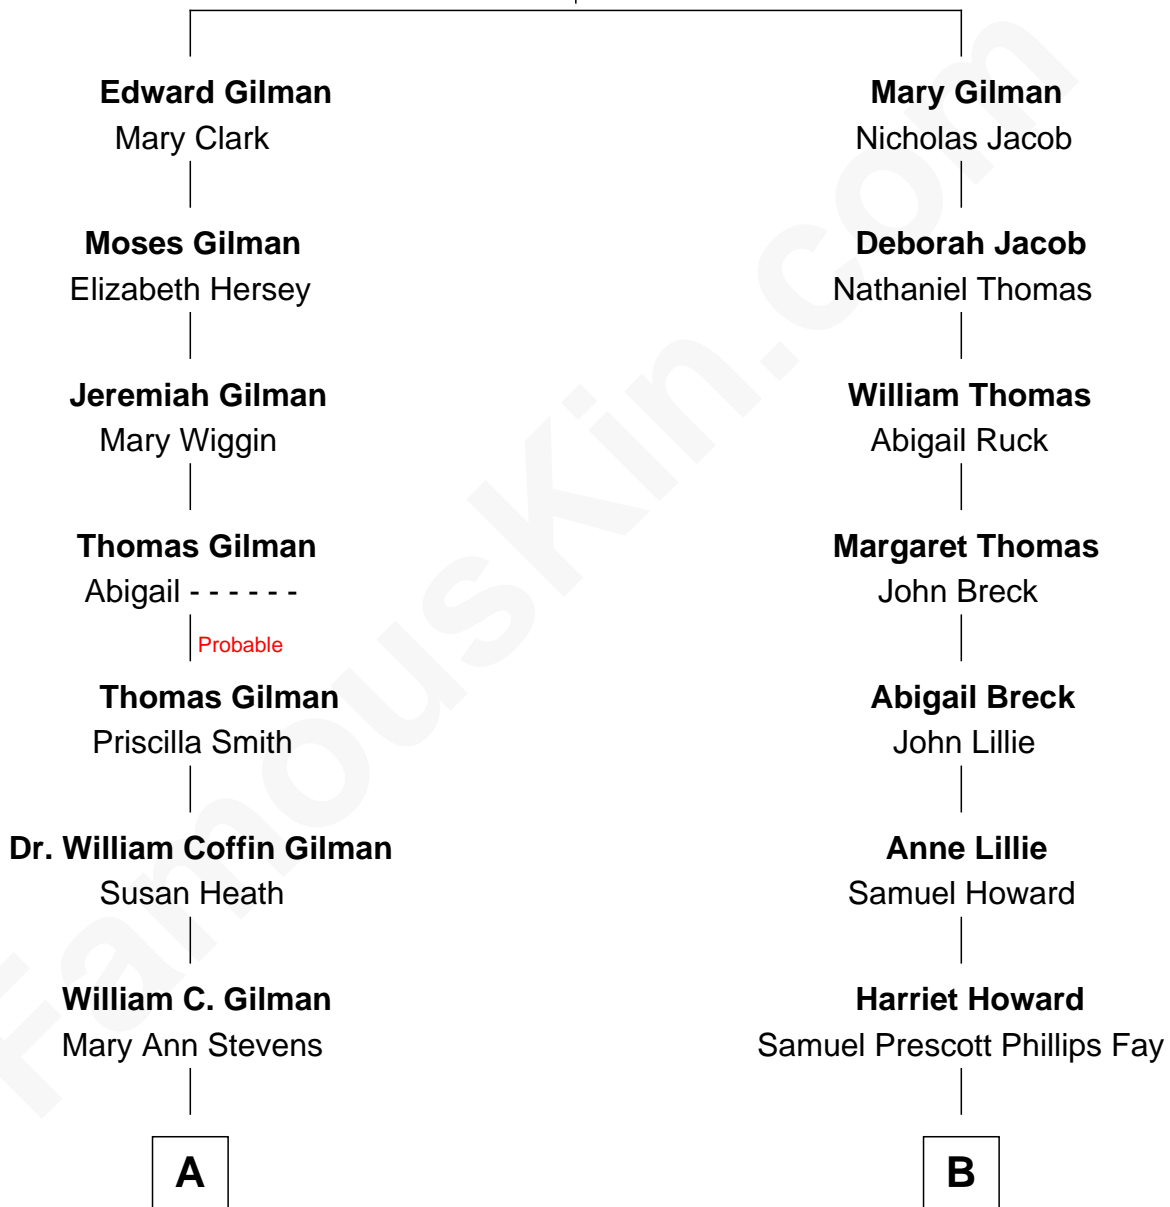 Edward Gilman
Mary Clark
Moses Gilman
Elizabeth Hersey
Jeremiah Gilman
Mary Wiggin
Thomas Gilman
Abigail - - - - - -
Probable
Thomas Gilman
Priscilla Smith
Dr. William Coffin Gilman
Susan Heath
William C. Gilman
Mary Ann Stevens
A
Mary Gilman
Nicholas Jacob
Deborah Jacob
Nathaniel Thomas
William Thomas
Abigail Ruck
Margaret Thomas
John Breck
Abigail Breck
John Lillie
Anne Lillie
Samuel Howard
Harriet Howard
Samuel Prescott Phillips Fay
B
FamousKin.com